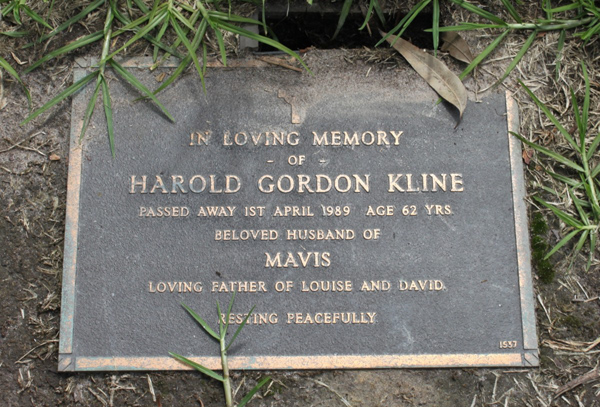 IN LOVING MEMORY
- OF -
HAROLD GORDON KLINE
PASSED AWAY 1ST APRIL 1989 AGE 62 YRS.
BELOVED HUSBAND OF
MAVIS
LOVING FATHER OF LOUISE AND DAVID.
RESTING PEACEFULLY
1537